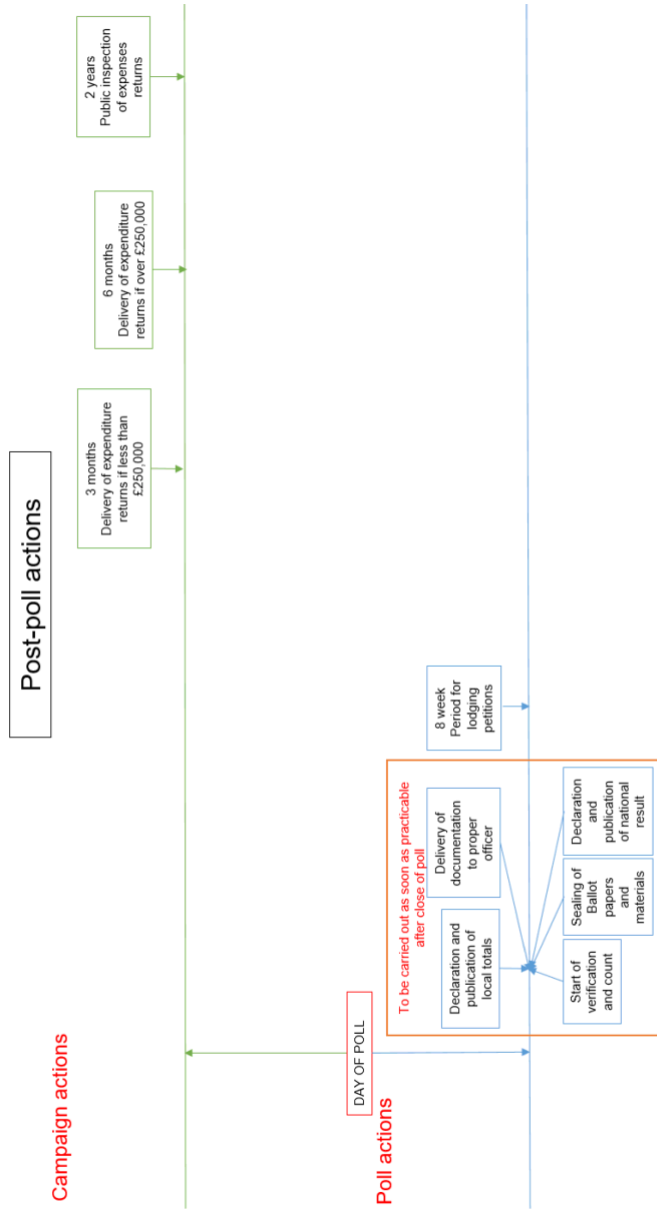 Post-poll actions
Campaign actions
3 months
Delivery of expenditure
returns if less than
£250,000
6 months
Delivery of expenditure
returns if over £250,000
2 years
Public inspection
of expenses
returns
DAY OF POLL
Poll actions
To be carried out as soon as practicable
after close of poll
Declaration and
publication of
local totals
Delivery of
documentation
to proper
officer
8 week
Period for
lodging
petitions
Start of
verification
and count
Sealing of
Ballot
papers
and
materials
Declaration
and
publication
of national
result